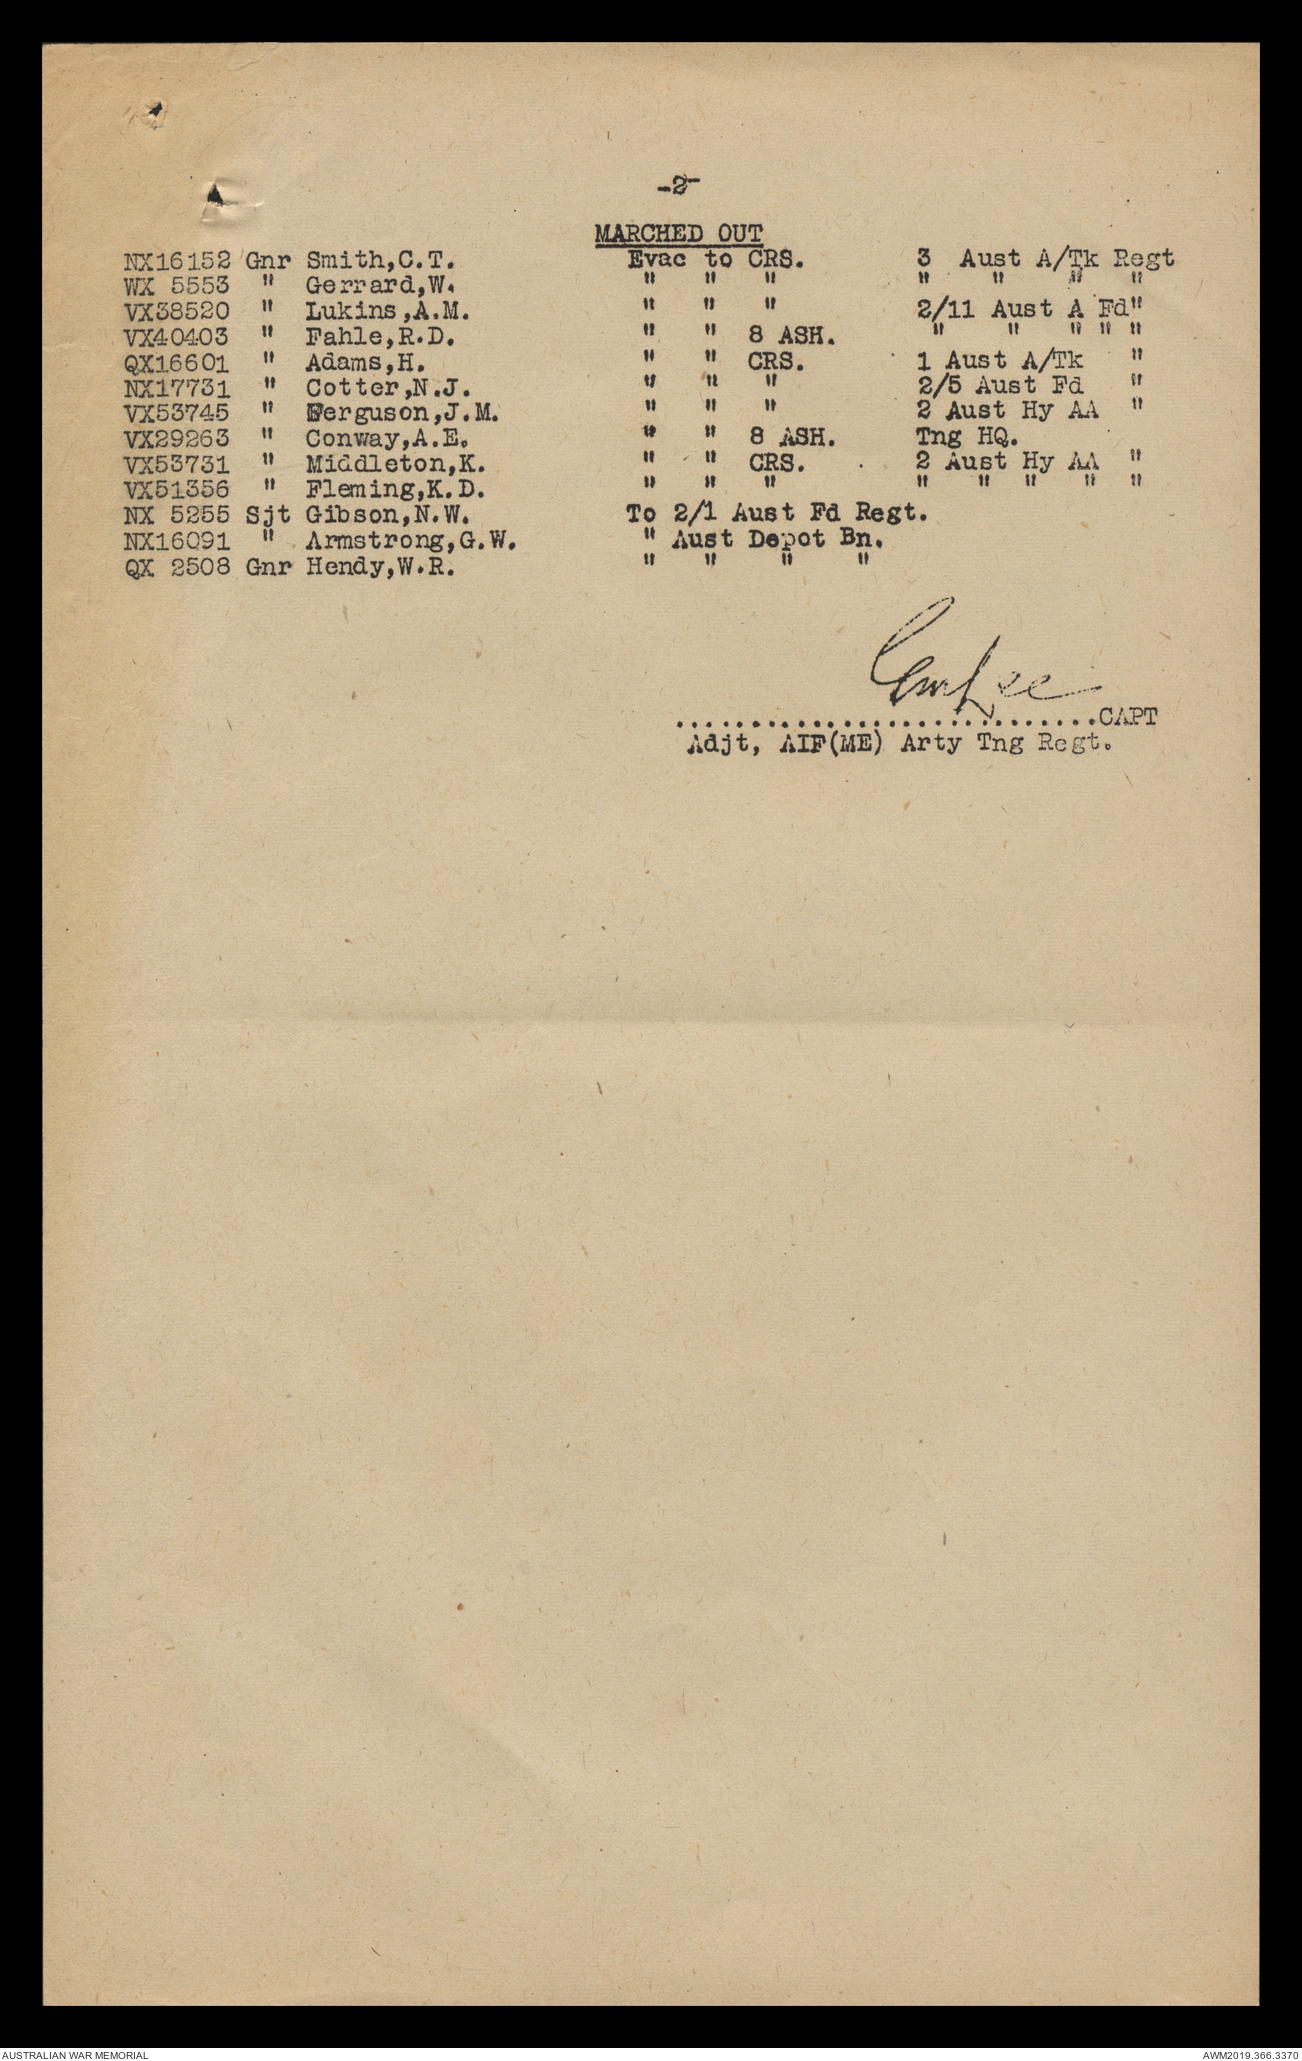 -2-
MARCHED OUT
NX16152 Gnr Smith,C.T. Evac to CRS. 3 Aust A/Tk Regt
WX 5553 " Gerrard,W. " " " " " " "
VX38520 " Lukins,A.M. " " " 2/11 Aust A Fd"
VX40403 " Fahle,R.D. " " 8 ASH. " " " " "
QX16601 " Adams,H. " " CRS. 1 Aust A/Tk "
NX17731 " Cotter,N.J. " " " 2/5 Aust Fd "
VX53745 " Ferguson,J.M. " " " 2 Aust Hy AA "
VX29263 " Conway,A.E. " " 8 ASH. Tng HQ.
VX53731 " Middleton,K. " " CRS. 2 Aust Hy AA "
VX51356 " Fleming,K.D. " " " " " " " "
NX 5255 Sjt Gibson,N.W. To 2/1 Aust Fd Regt.
NX16091 " Armstrong,G.W. " Aust Depot Bn.
QX 2508 Gnr Hendy,W.R. " " " "
............................CAPT
Adjt, AIF(ME) Arty Tng Regt.
AUSTRALIAN WAR MEMORIAL
AWM2019.366.3370